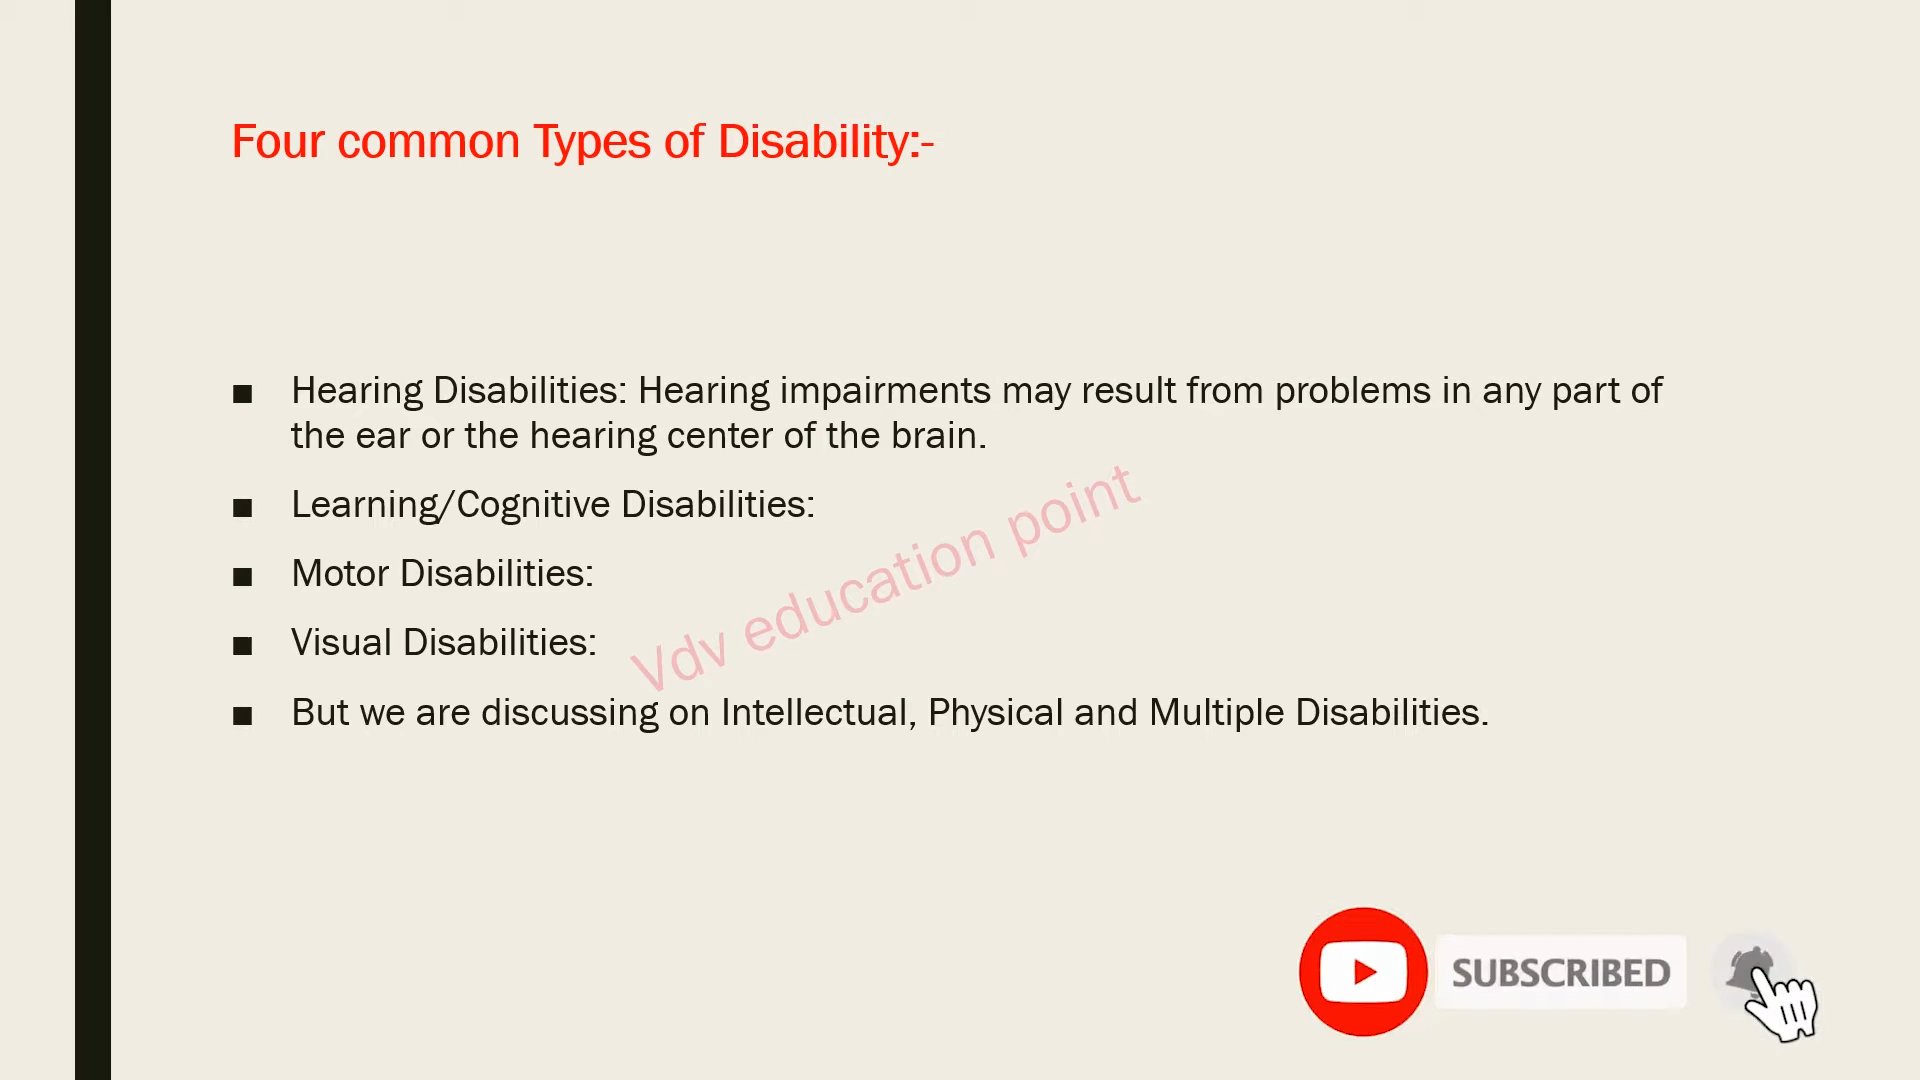 Four common Types of Disability:-
■ Hearing Disabilities: Hearing impairments may result from problems in any part of
the ear or the hearing center of the brain.
■ Learning/Cognitive Disabilities:
■ Motor Disabilities:
■ Visual Disabilities:
■ But we are discussing on Intellectual, Physical and Multiple Disabilities.
Vdv education point
SUBSCRIBED